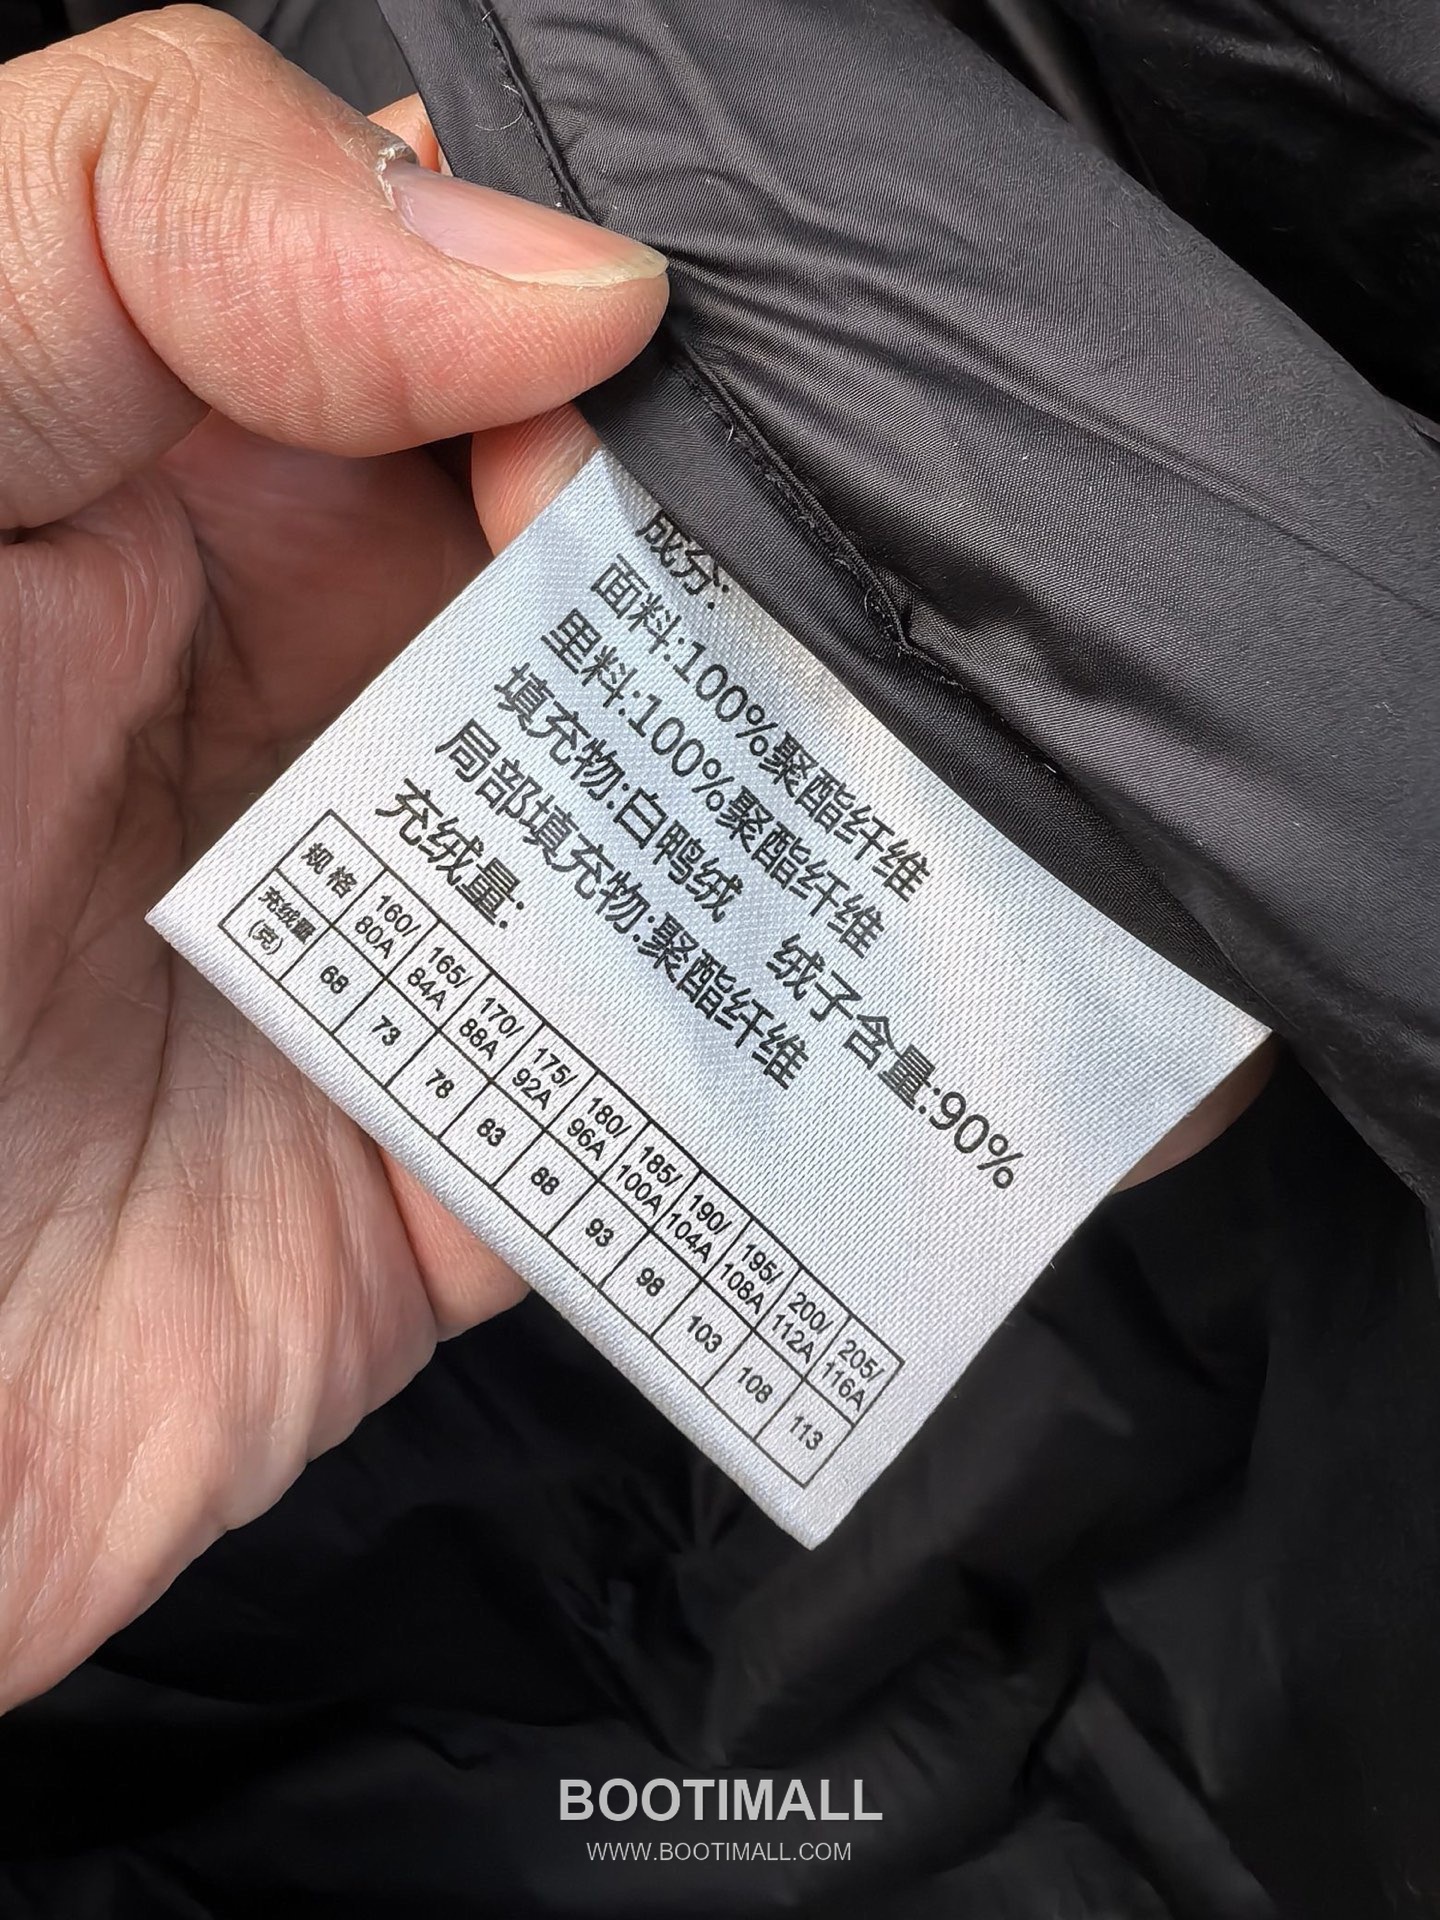 成分:
面料:100%聚酯纤维
里料:100%聚酯纤维
填充物:白鸭绒 绒子含量:90%
局部填充物:聚酯纤维
充绒量:
规格 160/80A 165/84A 170/88A 175/92A 180/96A 185/100A 190/104A 195/108A 200/112A 205/116A
充绒量(克) 68 73 78 83 88 93 98 103 108 113
BOOTIMALL
WWW.BOOTIMALL.COM